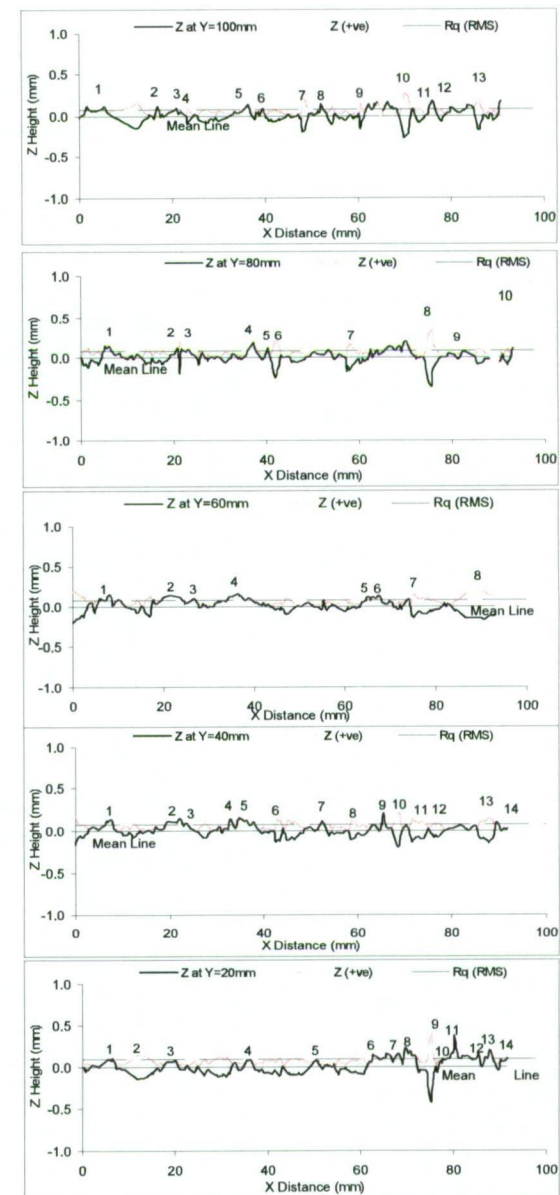 Z at Y=100mm Z (+ve) Rq (RMS)
Z Height (mm)
1.0
0.5
0.0
-0.5
-1.0
1 2 3 4 5 6 7 8 9 10 11 12 13
Mean Line
0 20 40 60 80 100
X Distance (mm)
Z at Y=80mm Z (+ve) Rq (RMS)
Z Height (mm)
1.0
0.5
0.0
-0.5
-1.0
1 2 3 4 5 6 7 8 9 10
Mean Line
0 20 40 60 80 100
X Distance (mm)
Z at Y=60mm Z (+ve) Rq (RMS)
Z Height (mm)
1.0
0.5
0.0
-0.5
-1.0
1 2 3 4 5 6 7 8
Mean Line
0 20 40 60 80 100
X Distance (mm)
Z at Y=40mm Z (+ve) Rq (RMS)
Z Height (mm)
1.0
0.5
0.0
-0.5
-1.0
1 2 3 4 5 6 7 8 9 10 11 12 13 14
Mean Line
0 20 40 60 80 100
X Distance (mm)
Z at Y=20mm Z (+ve) Rq (RMS)
Z Height (mm)
1.0
0.5
0.0
-0.5
-1.0
1 2 3 4 5 6 7 8 9 10 11 12 13 14
Mean Line
0 20 40 60 80 100
X Distance (mm)